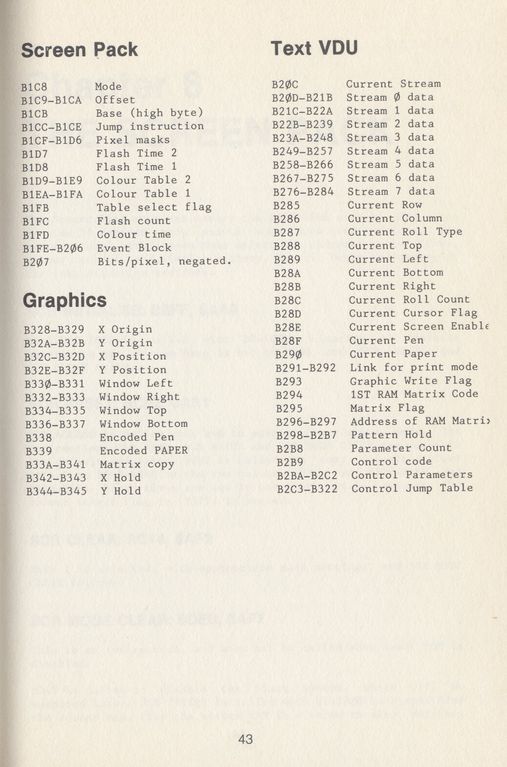 Screen Pack
B1C8 Mode
B1C9-B1CA Offset
B1CB Base (high byte)
B1CC-B1CE Jump instruction
B1CF-B1D6 Pixel masks
B1D7 Flash Time 2
B1D8 Flash Time 1
B1D9-B1E9 Colour Table 2
B1EA-B1FA Colour Table 1
B1FB Table select flag
B1FC Flash count
B1FD Colour time
B1FE-B2Ø6 Event Block
B2Ø7 Bits/pixel, negated.
Graphics
B328-B329 X Origin
B32A-B32B Y Origin
B32C-B32D X Position
B32E-B32F Y Position
B33Ø-B331 Window Left
B332-B333 Window Right
B334-B335 Window Top
B336-B337 Window Bottom
B338 Encoded Pen
B339 Encoded PAPER
B33A-B341 Matrix copy
B342-B343 X Hold
B344-B345 Y Hold
Text VDU
B2ØC Current Stream
B2ØD-B21B Stream Ø data
B21C-B22A Stream 1 data
B22B-B239 Stream 2 data
B23A-B248 Stream 3 data
B249-B257 Stream 4 data
B258-B266 Stream 5 data
B267-B275 Stream 6 data
B276-B284 Stream 7 data
B285 Current Row
B286 Current Column
B287 Current Roll Type
B288 Current Top
B289 Current Left
B28A Current Bottom
B28B Current Right
B28C Current Roll Count
B28D Current Cursor Flag
B28E Current Screen Enable
B28F Current Pen
B29Ø Current Paper
B291-B292 Link for print mode
B293 Graphic Write Flag
B294 1ST RAM Matrix Code
B295 Matrix Flag
B296-B297 Address of RAM Matrix
B298-B2B7 Pattern Hold
B2B8 Parameter Count
B2B9 Control code
B2BA-B2C2 Control Parameters
B2C3-B322 Control Jump Table
43